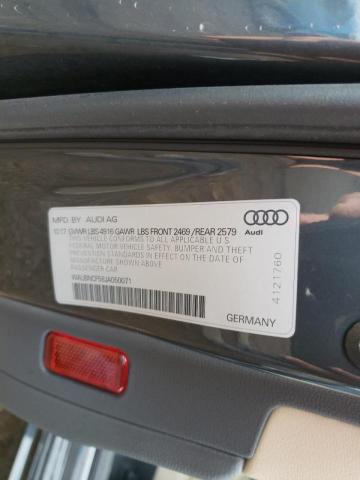 MFD. BY AUDI AG
10/17 GVWR LBS 4916 GAWR LBS FRONT 2469 / REAR 2579
THIS VEHICLE CONFORMS TO ALL APPLICABLE U.S.
FEDERAL MOTOR VEHICLE SAFETY, BUMPER AND THEFT
PREVENTION STANDARDS IN EFFECT ON THE DATE OF
MANUFACTURE SHOWN ABOVE.
PASSENGER CAR
WAUBNCF58JA050071
Audi
4121760
GERMANY